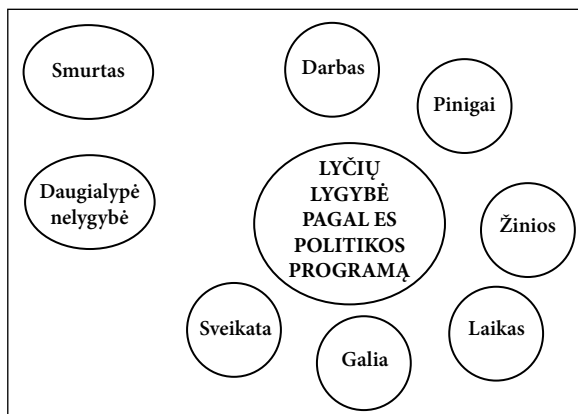 Smurtas
Darbas
Pinigai
LYČIŲ
LYGYBĖ
PAGAL ES
POLITIKOS
PROGRAMĄ
Daugialypė
nelygybė
Žinios
Sveikata
Galia
Laikas